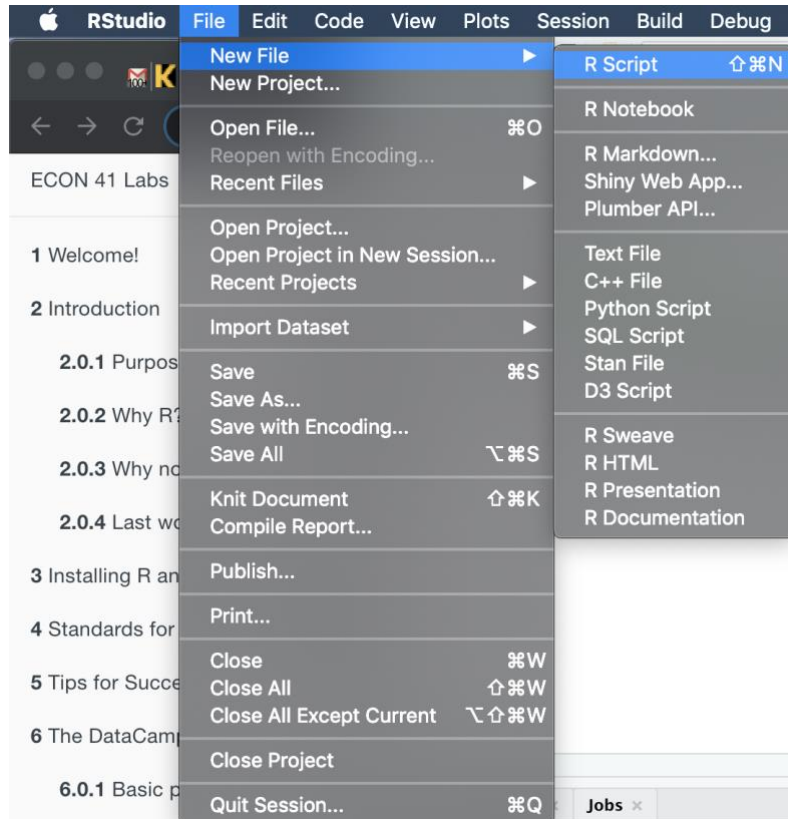 RStudio File Edit Code View Plots Session Build Debug
100+
K
ECON 41 Labs
1 Welcome!
2 Introduction
2.0.1
2.0.2 Why R?
2.0.3 Why
2.0.4 Last
3 Installing R
4 Standards for
5 Tips for
6 The
6.0.1 Basic
New File ▶
New Project...
Open File... ⌘O
Reopen with Encoding...
Recent Files ▶
Open Project...
Open Project in New Session...
Recent Projects ▶
Import Dataset ▶
Save ⌘S
Save As...
Save with Encoding...
Save All ⌥⌘S
Knit Document ⇧⌘K
Compile Report...
Publish...
Print...
Close ⌘W
Close All ⇧⌘W
Close All Except Current ⌥⇧⌘W
Close Project
Quit Session... ⌘Q
R Script ⇧⌘N
R Notebook
R Markdown...
Shiny Web App...
Plumber API...
Text File
C++ File
Python Script
SQL Script
Stan File
D3 Script
R Sweave
R HTML
R Presentation
R Documentation
Jobs ×